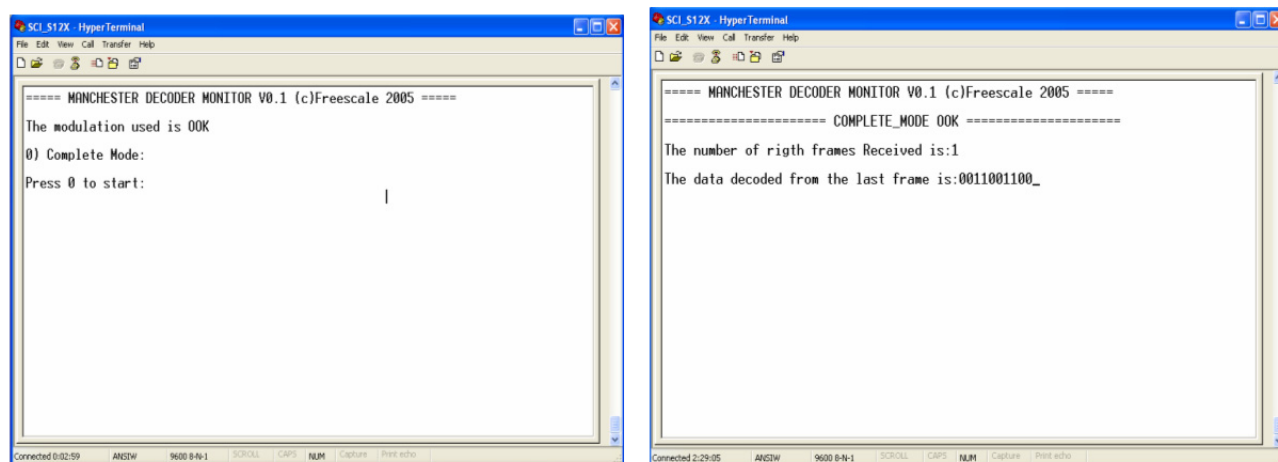 SCI_S12X - HyperTerminal
File Edit View Call Transfer Help
===== MANCHESTER DECODER MONITOR V0.1 (c)Freescale 2005 =====
The modulation used is OOK
0) Complete Mode:
Press 0 to start:
Connected 0:02:59 ANSIW 9600 8-N-1 SCROLL CAPS NUM Capture Print echo
SCI_S12X - HyperTerminal
File Edit View Call Transfer Help
===== MANCHESTER DECODER MONITOR V0.1 (c)Freescale 2005 =====
====================== COMPLETE_MODE OOK =====================
The number of rigth frames Received is:1
The data decoded from the last frame is:0011001100_
Connected 2:29:05 ANSIW 9600 8-N-1 SCROLL CAPS NUM Capture Print echo